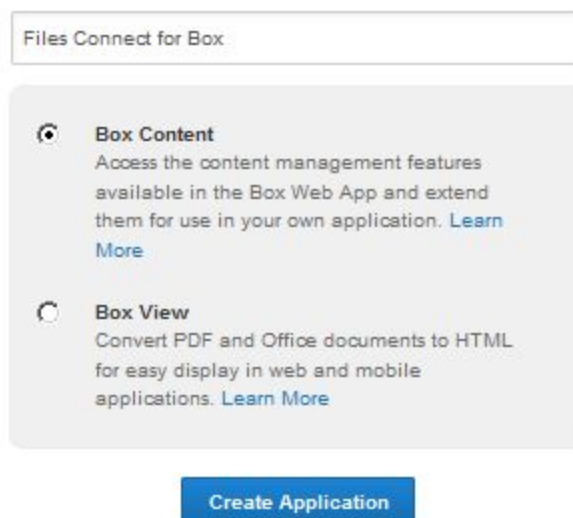 Files Connect for Box
Box Content
Access the content management features
available in the Box Web App and extend
them for use in your own application. Learn
More
Box View
Convert PDF and Office documents to HTML
for easy display in web and mobile
applications. Learn More
Create Application